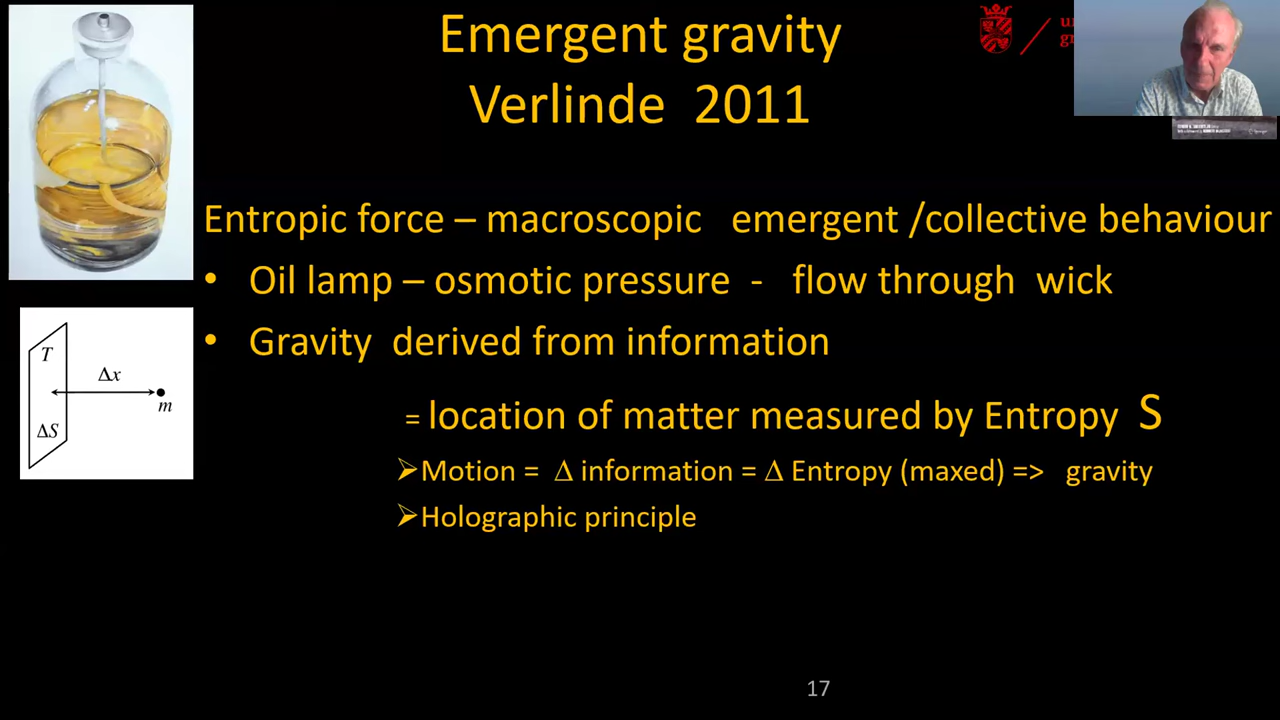 Emergent gravity
Verlinde 2011
Entropic force – macroscopic emergent /collective behaviour
• Oil lamp – osmotic pressure - flow through wick
• Gravity derived from information
= location of matter measured by Entropy S
➢Motion = Δ information = Δ Entropy (maxed) => gravity
➢Holographic principle
T
Δx
m
ΔS
17